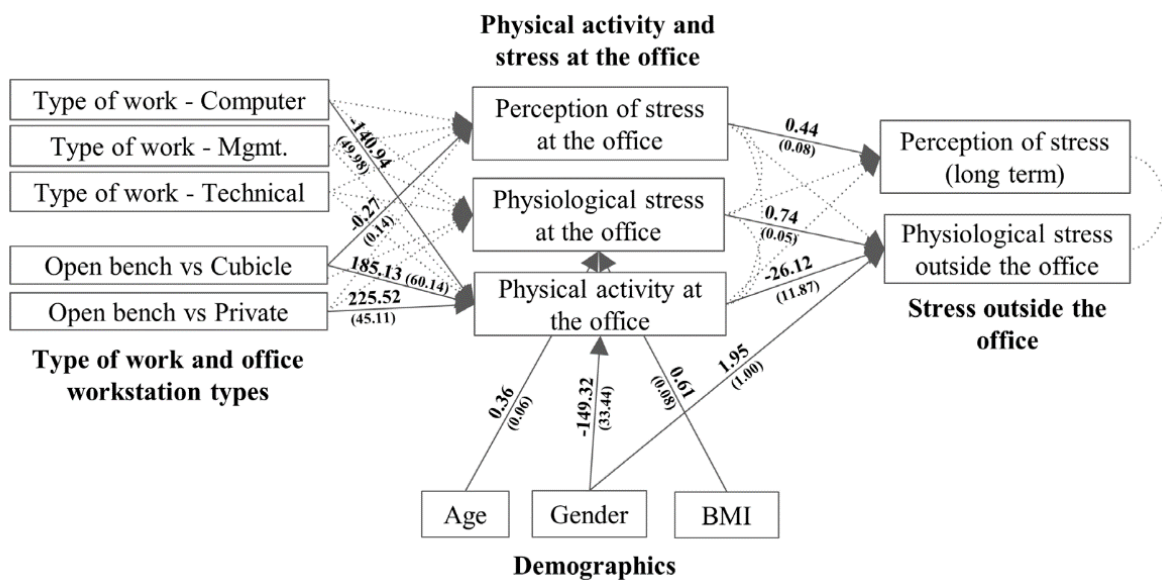 Physical activity and
stress at the office
Type of work - Computer
Type of work - Mgmt.
Type of work - Technical
Open bench vs Cubicle
Open bench vs Private
Type of work and office
workstation types
-140.94
(49.98)
-0.27
(0.14)
185.13 (60.14)
225.52
(45.11)
Perception of stress
at the office
Physiological stress
at the office
Physical activity at
the office
0.44
(0.08)
0.74
(0.05)
-26.12
(11.87)
1.95
(1.00)
Perception of stress
(long term)
Physiological stress
outside the office
Stress outside the
office
0.36
(0.06)
-149.32
(33.44)
0.61
(0.08)
Age
Gender
BMI
Demographics